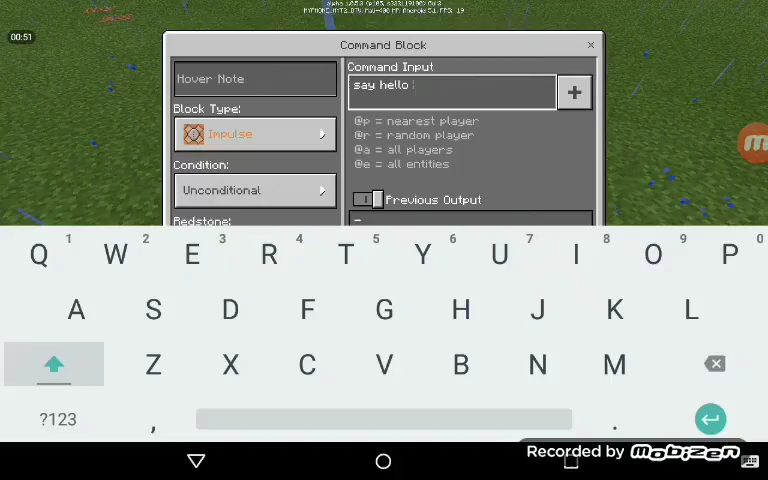 00:51
Command Block
Hover Note
Command Input
say hello
+
Block Type:
@p = nearest player
Impulse
@r = random player
@a = all players
@e = all entities
Condition:
Unconditional
Previous Output
Redstone:
-
1 2 3 4 5 6 7 8 9 0
Q W E R T Y U I O P
A S D F G H J K L
Z X C V B N M
?123 , .
Recorded by mobizen